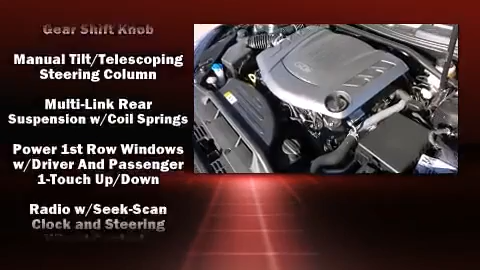 Gear Shift Knob
Manual Tilt/Telescoping
Steering Column
Multi-Link Rear
Suspension w/Coil Springs
Power 1st Row Windows
w/Driver And Passenger
1-Touch Up/Down
Radio w/Seek-Scan
Clock and Steering